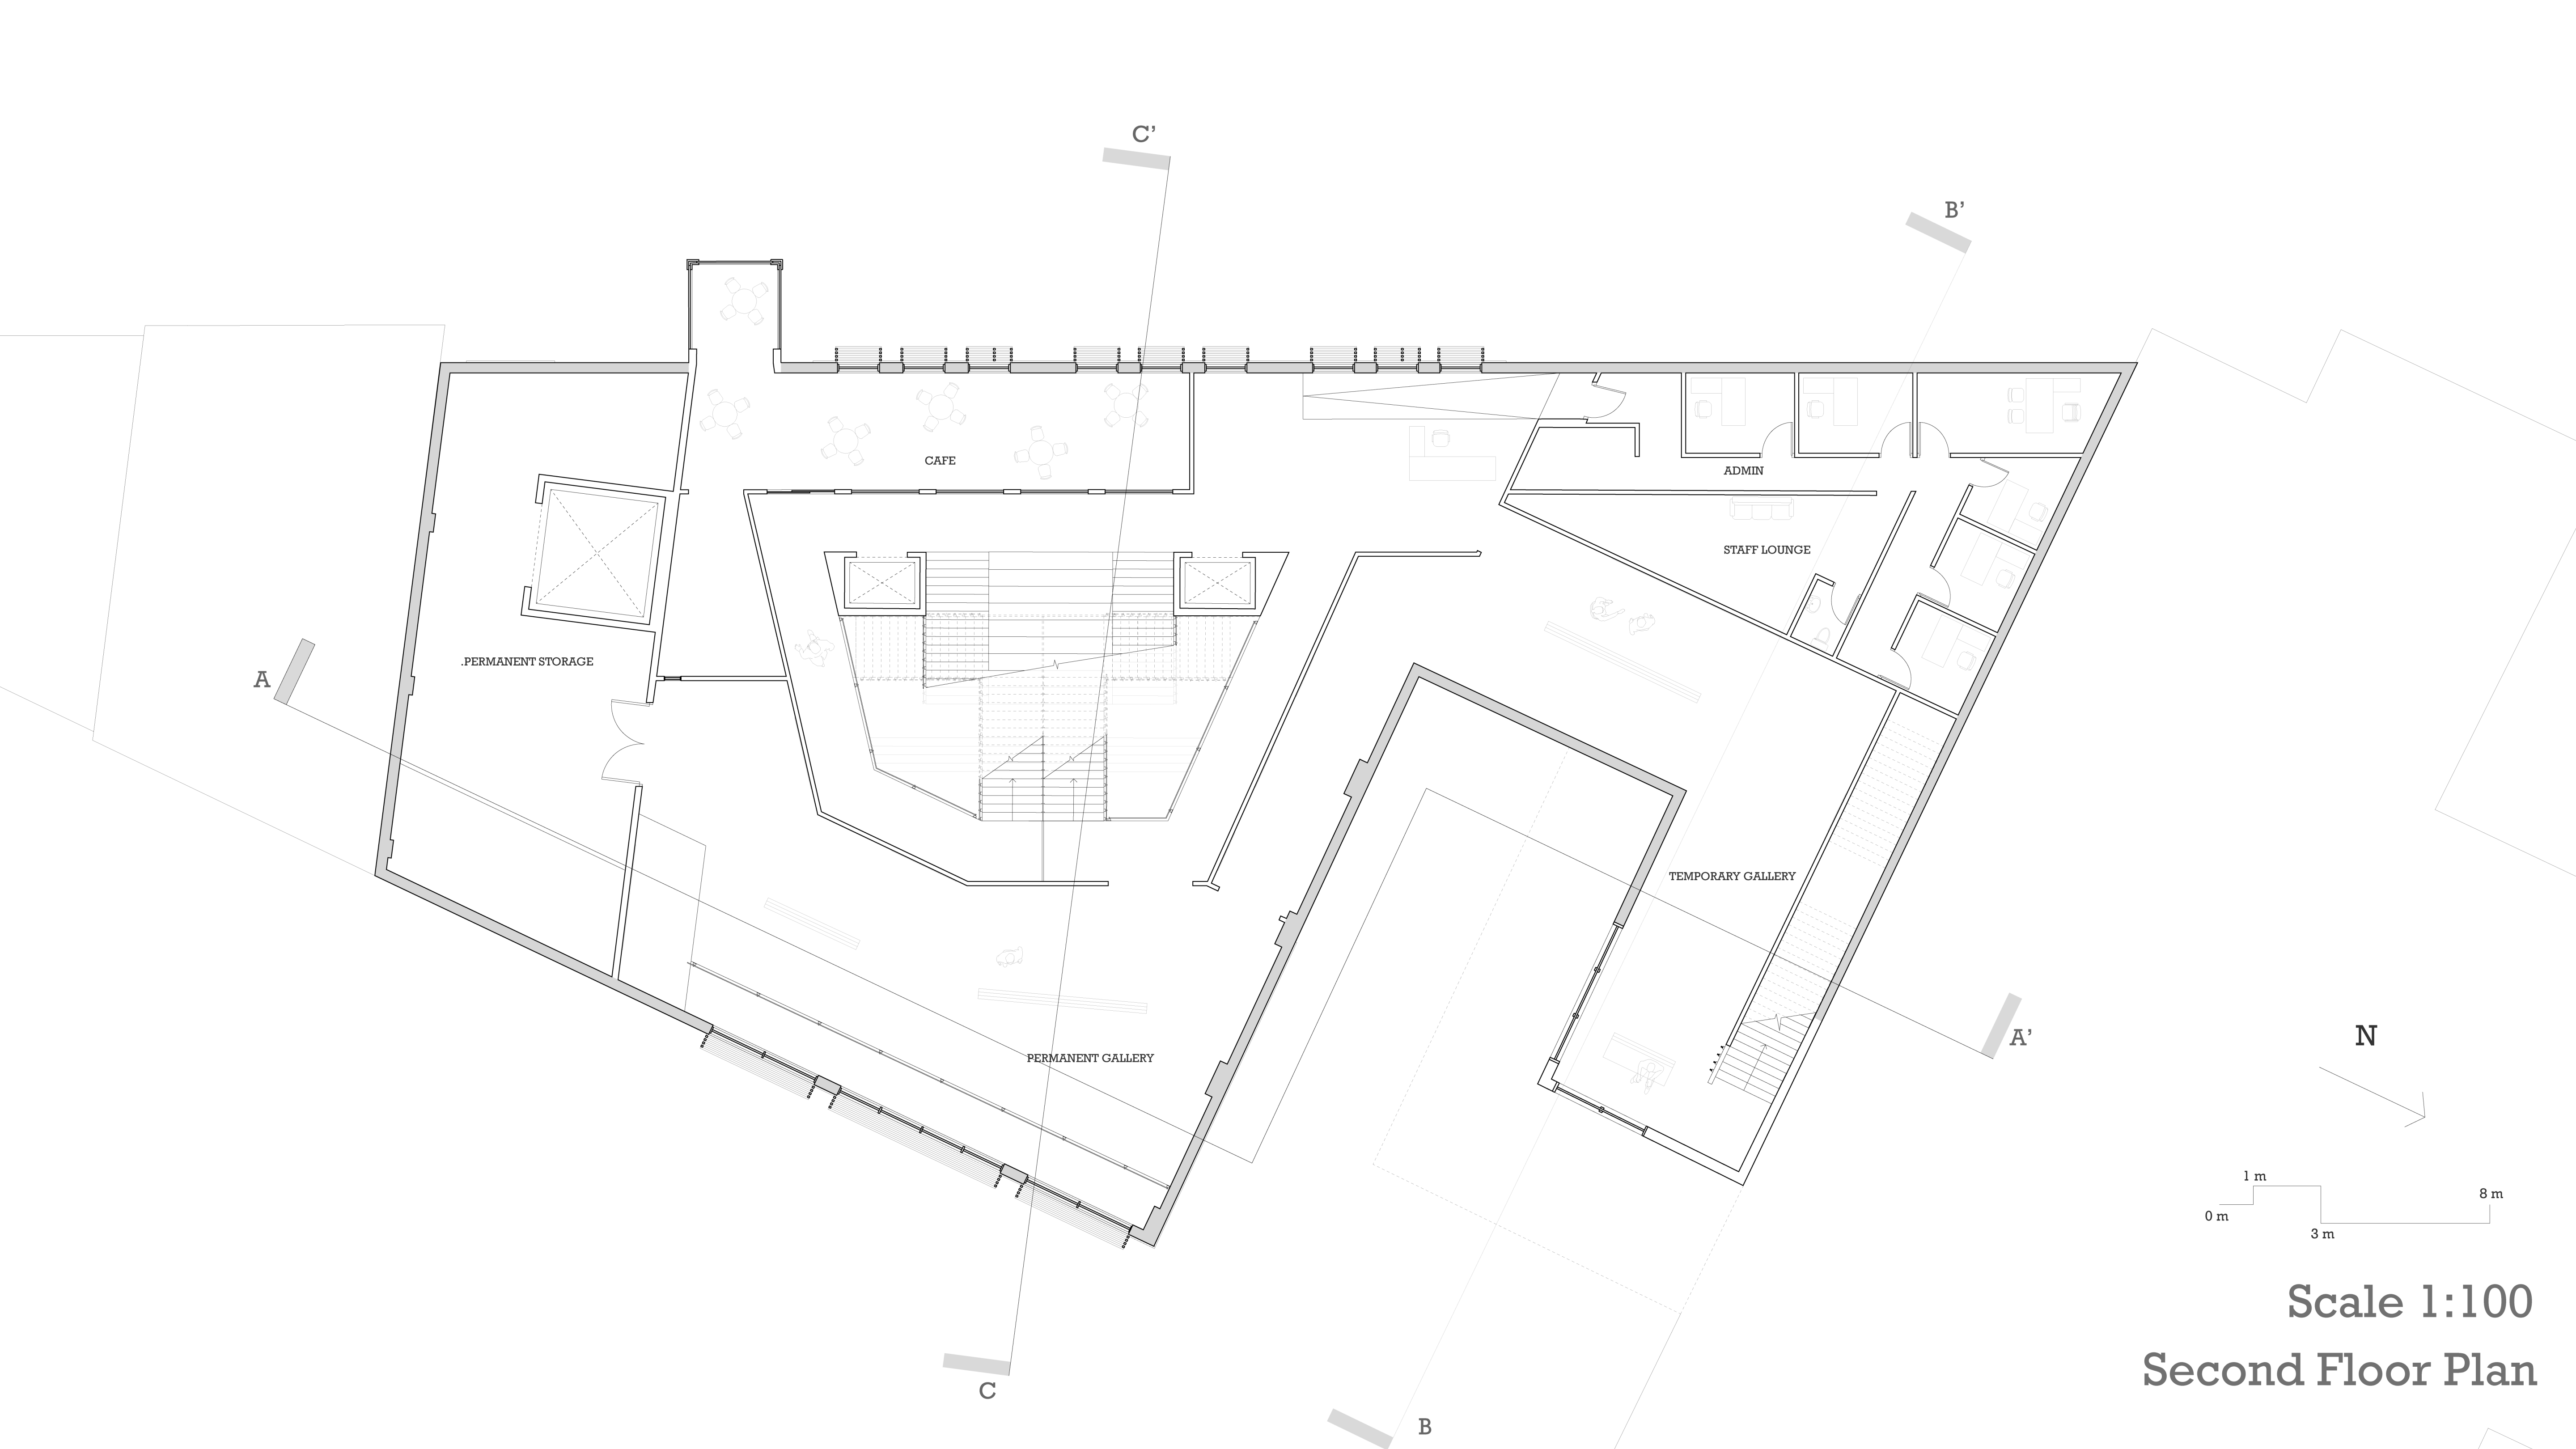 C’
B’
CAFE
ADMIN
STAFF LOUNGE
.PERMANENT STORAGE
A
TEMPORARY GALLERY
A’
N
PERMANENT GALLERY
1 m
8 m
0 m
3 m
Scale 1:100
Second Floor Plan
C
B